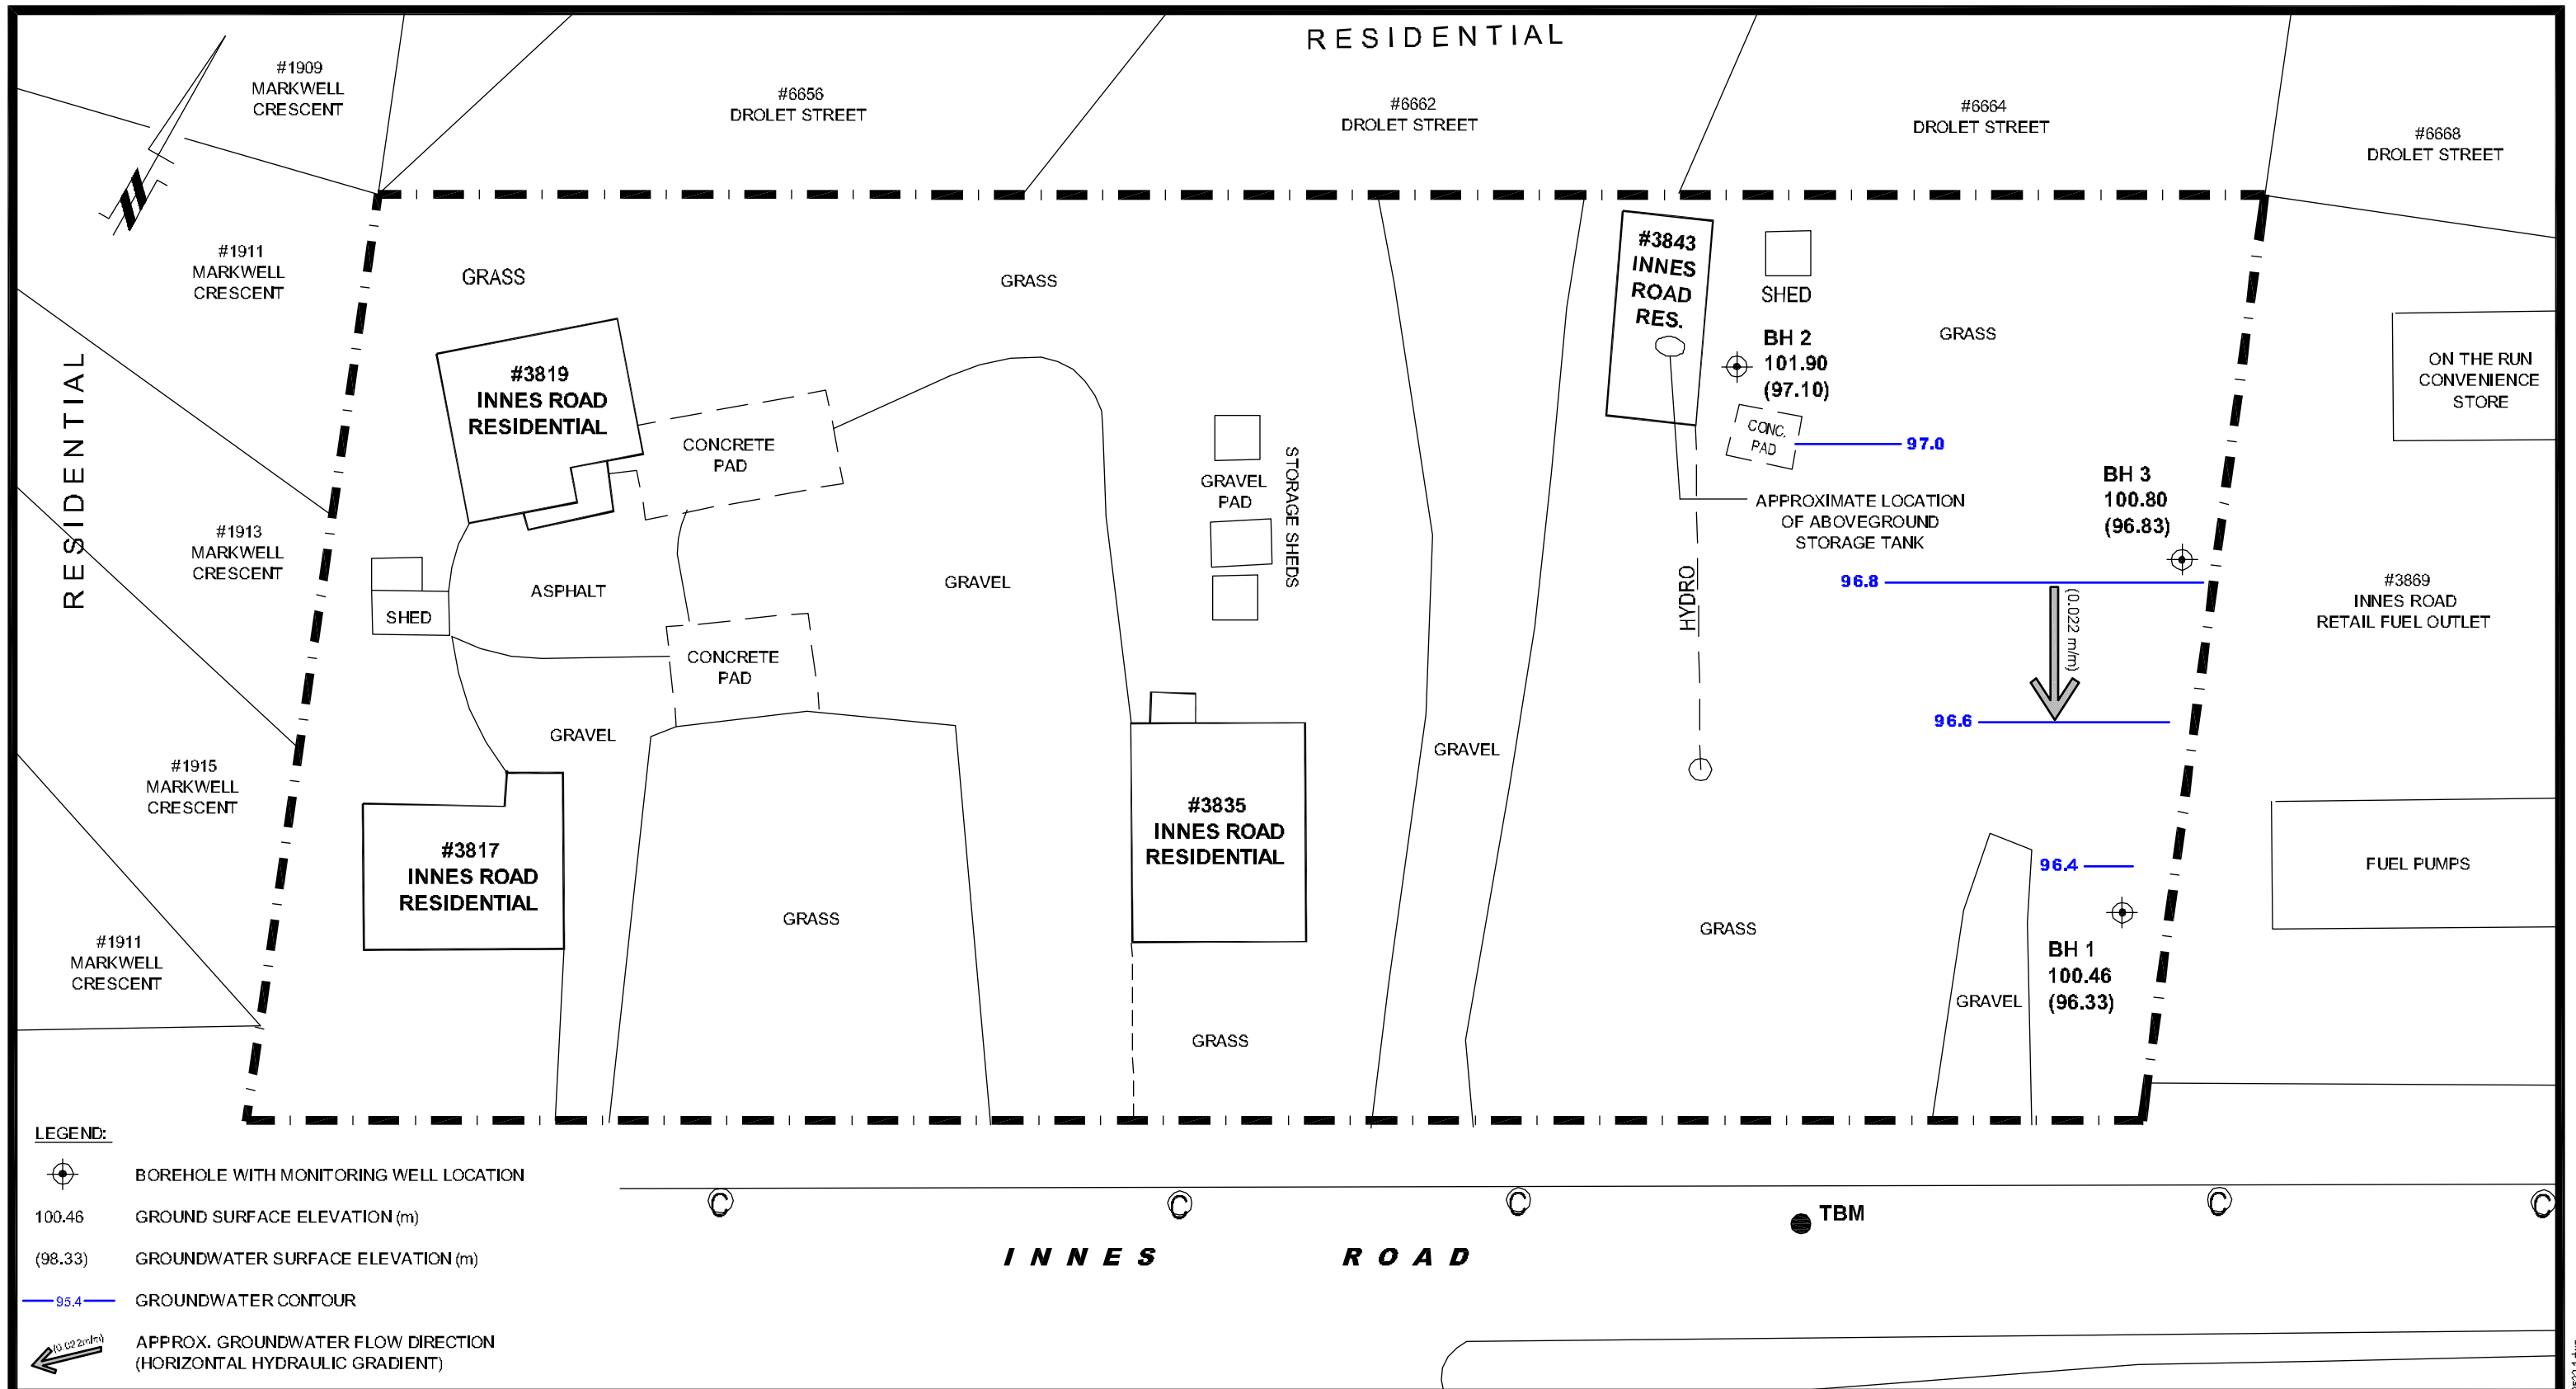 RESIDENTIAL
#1909
MARKWELL
CRESCENT
#6656
DROLET STREET
#6662
DROLET STREET
#6664
DROLET STREET
#6668
DROLET STREET
#1911
MARKWELL
CRESCENT
GRASS
GRASS
#3843
INNES
ROAD
RES.
SHED
GRASS
BH 2
101.90
(97.10)
ON THE RUN
CONVENIENCE
STORE
RESIDENTIAL
#3819
INNES ROAD
RESIDENTIAL
CONCRETE
PAD
GRAVEL
PAD
STORAGE SHEDS
CONC.
PAD
97.0
BH 3
100.80
(96.83)
APPROXIMATE LOCATION
OF ABOVEGROUND
STORAGE TANK
#1913
MARKWELL
CRESCENT
SHED
ASPHALT
GRAVEL
HYDRO
96.8
(0.022 m/m)
#3869
INNES ROAD
RETAIL FUEL OUTLET
CONCRETE
PAD
GRAVEL
GRAVEL
96.6
#1915
MARKWELL
CRESCENT
#3817
INNES ROAD
RESIDENTIAL
#3835
INNES ROAD
RESIDENTIAL
96.4
FUEL PUMPS
GRASS
GRASS
BH 1
100.46
(96.33)
#1911
MARKWELL
CRESCENT
GRAVEL
GRASS
LEGEND:
BOREHOLE WITH MONITORING WELL LOCATION
100.46 GROUND SURFACE ELEVATION (m)
(98.33) GROUNDWATER SURFACE ELEVATION (m)
95.4 GROUNDWATER CONTOUR
(0.022m/m) APPROX. GROUNDWATER FLOW DIRECTION
(HORIZONTAL HYDRAULIC GRADIENT)
C C C C C
TBM
INNES ROAD